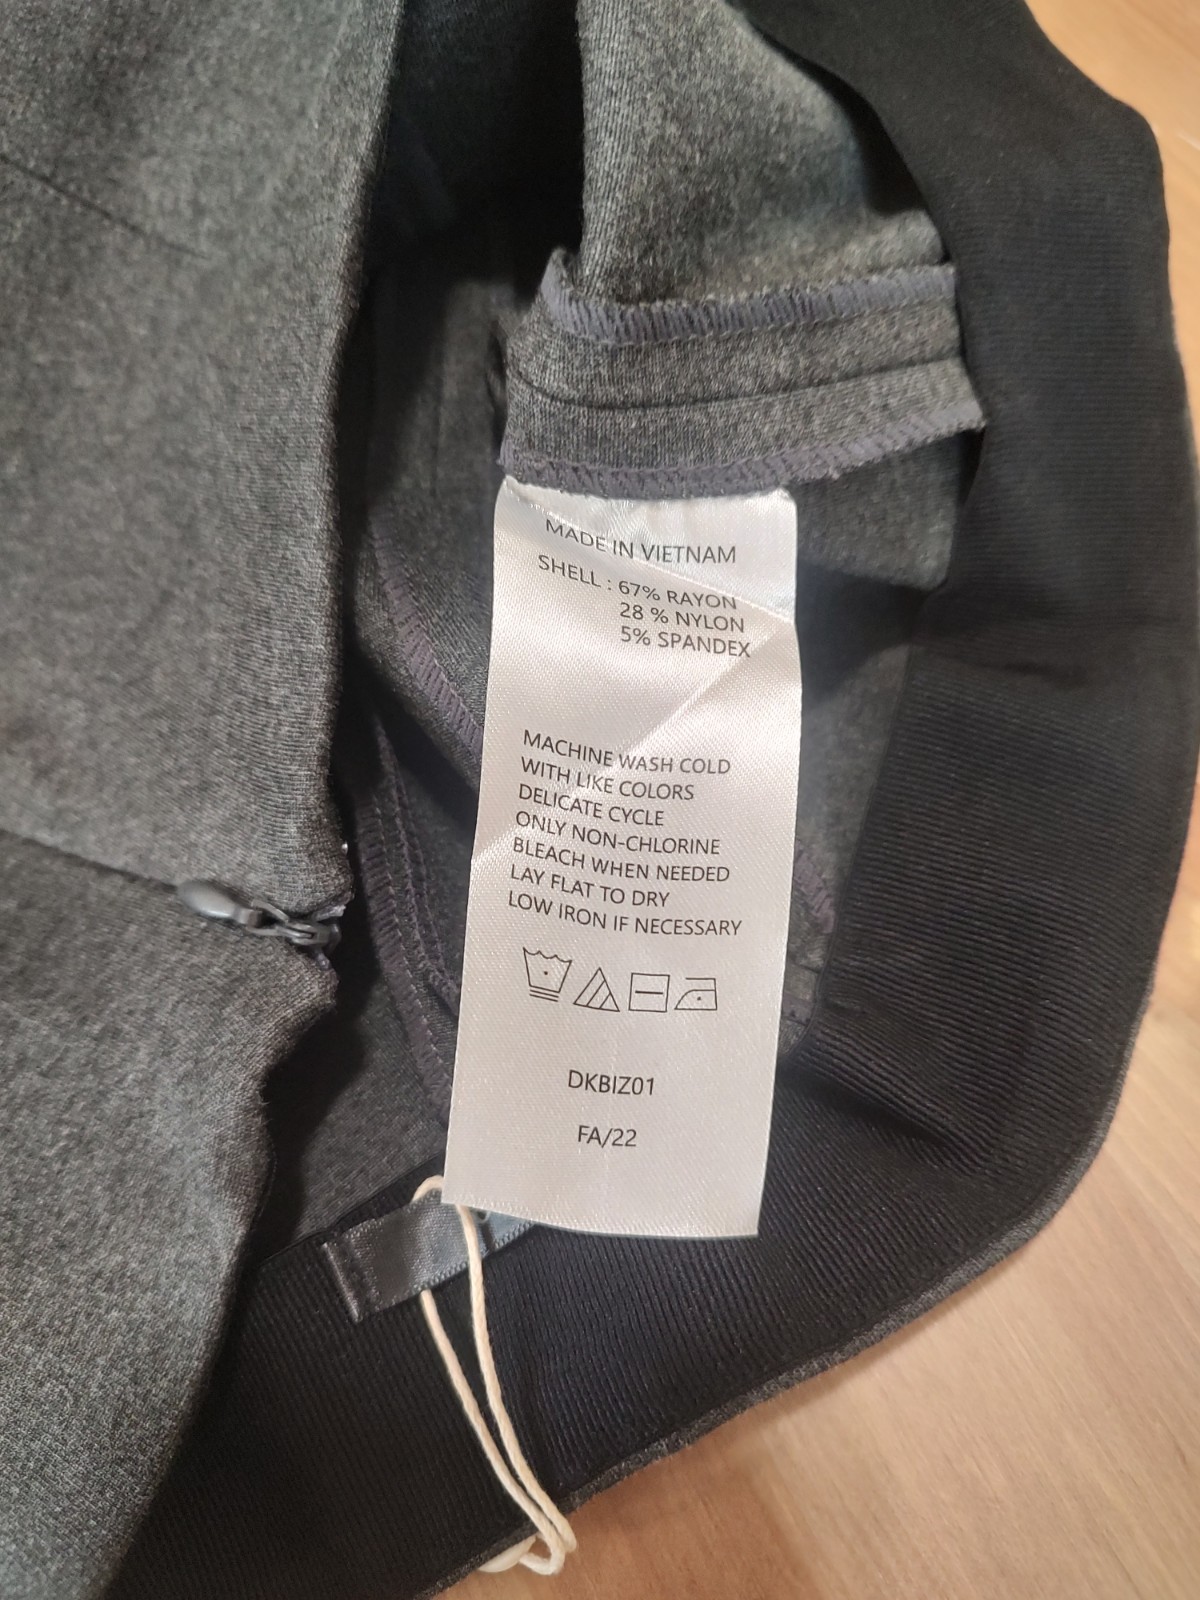 MADE IN VIETNAM
SHELL : 67% RAYON
28 % NYLON
5% SPANDEX
MACHINE WASH COLD
WITH LIKE COLORS
DELICATE CYCLE
ONLY NON-CHLORINE
BLEACH WHEN NEEDED
LAY FLAT TO DRY
LOW IRON IF NECESSARY
DKBIZ01
FA/22